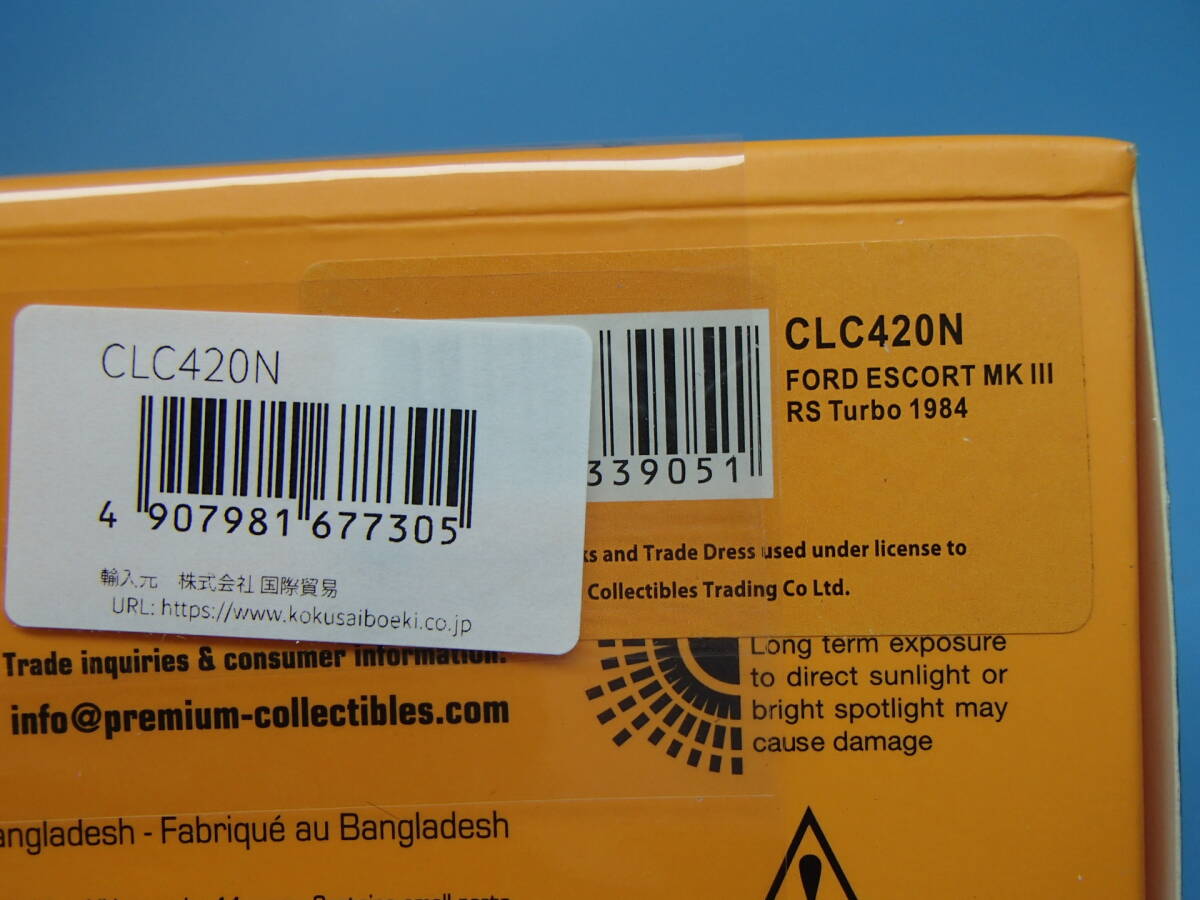 CLC420N
4 907981 677305
輸入元 株式会社 国際貿易
URL: https://www.kokusaiboeki.co.jp
339051
CLC420N
FORD ESCORT MK III
RS Turbo 1984
and Trade Dress used under license to
Collectibles Trading Co Ltd.
Trade inquiries & consumer information:
info@premium-collectibles.com
Long term exposure
to direct sunlight or
bright spotlight may
cause damage
angladesh - Fabriqué au Bangladesh